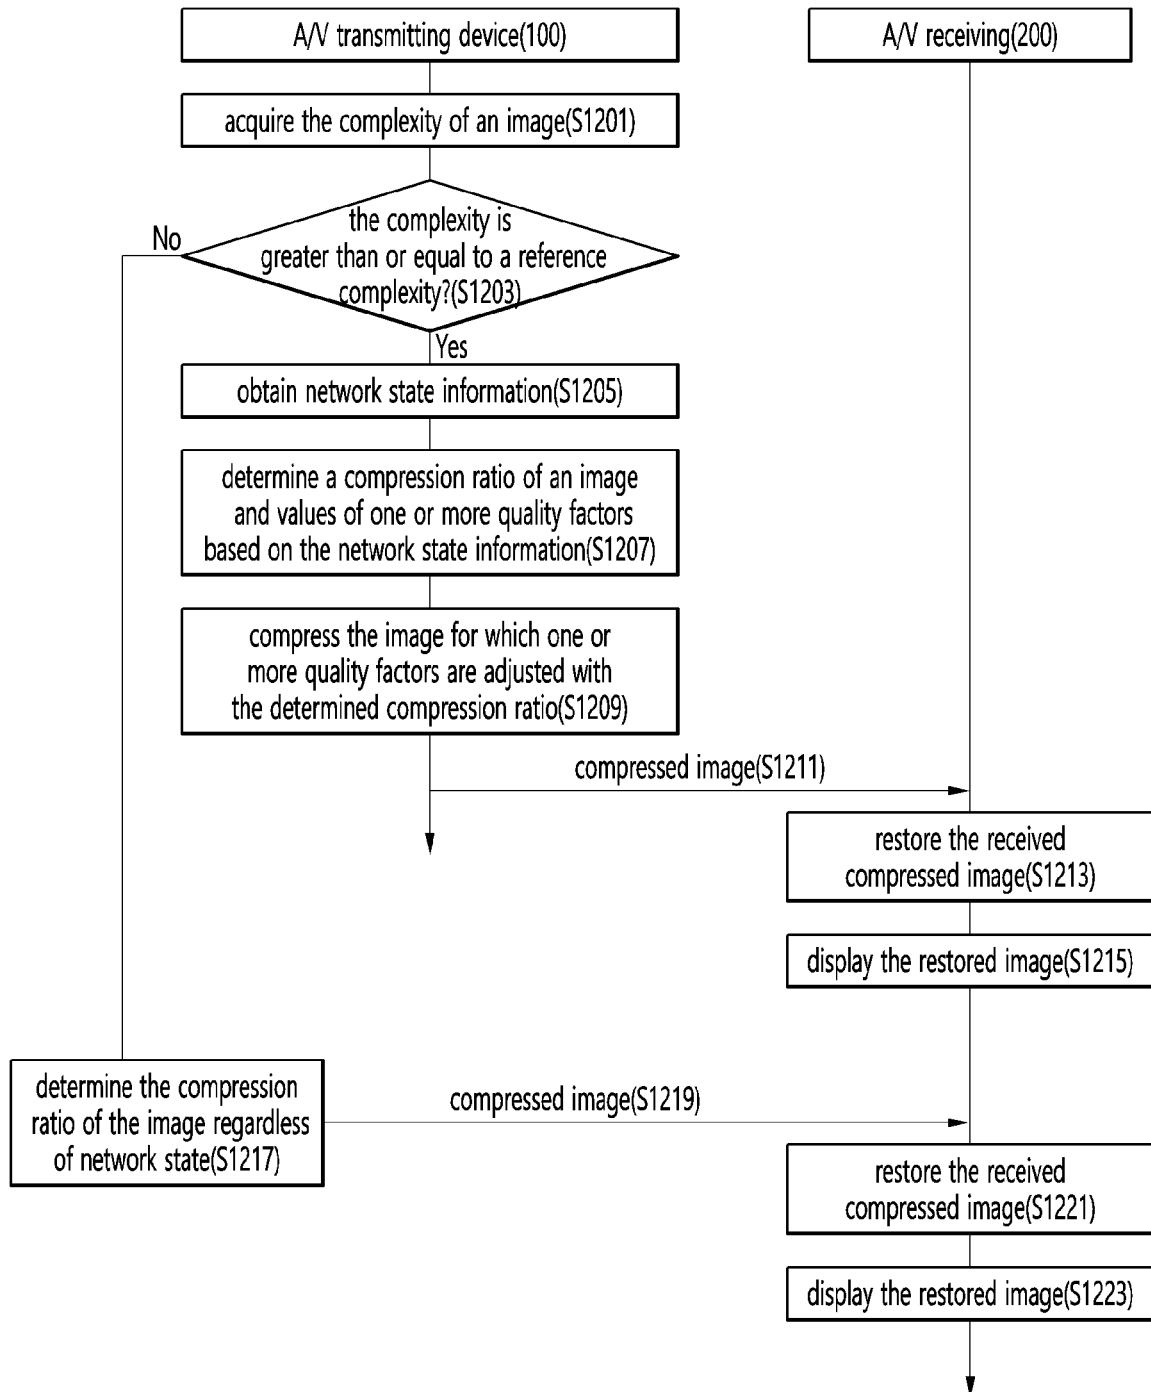 A/V transmitting device(100)
A/V receiving(200)
acquire the complexity of an image(S1201)
the complexity is
greater than or equal to a reference
complexity?(S1203)
No
Yes
obtain network state information(S1205)
determine a compression ratio of an image
and values of one or more quality factors
based on the network state information(S1207)
compress the image for which one or
more quality factors are adjusted with
the determined compression ratio(S1209)
compressed image(S1211)
restore the received
compressed image(S1213)
display the restored image(S1215)
determine the compression
ratio of the image regardless
of network state(S1217)
compressed image(S1219)
restore the received
compressed image(S1221)
display the restored image(S1223)